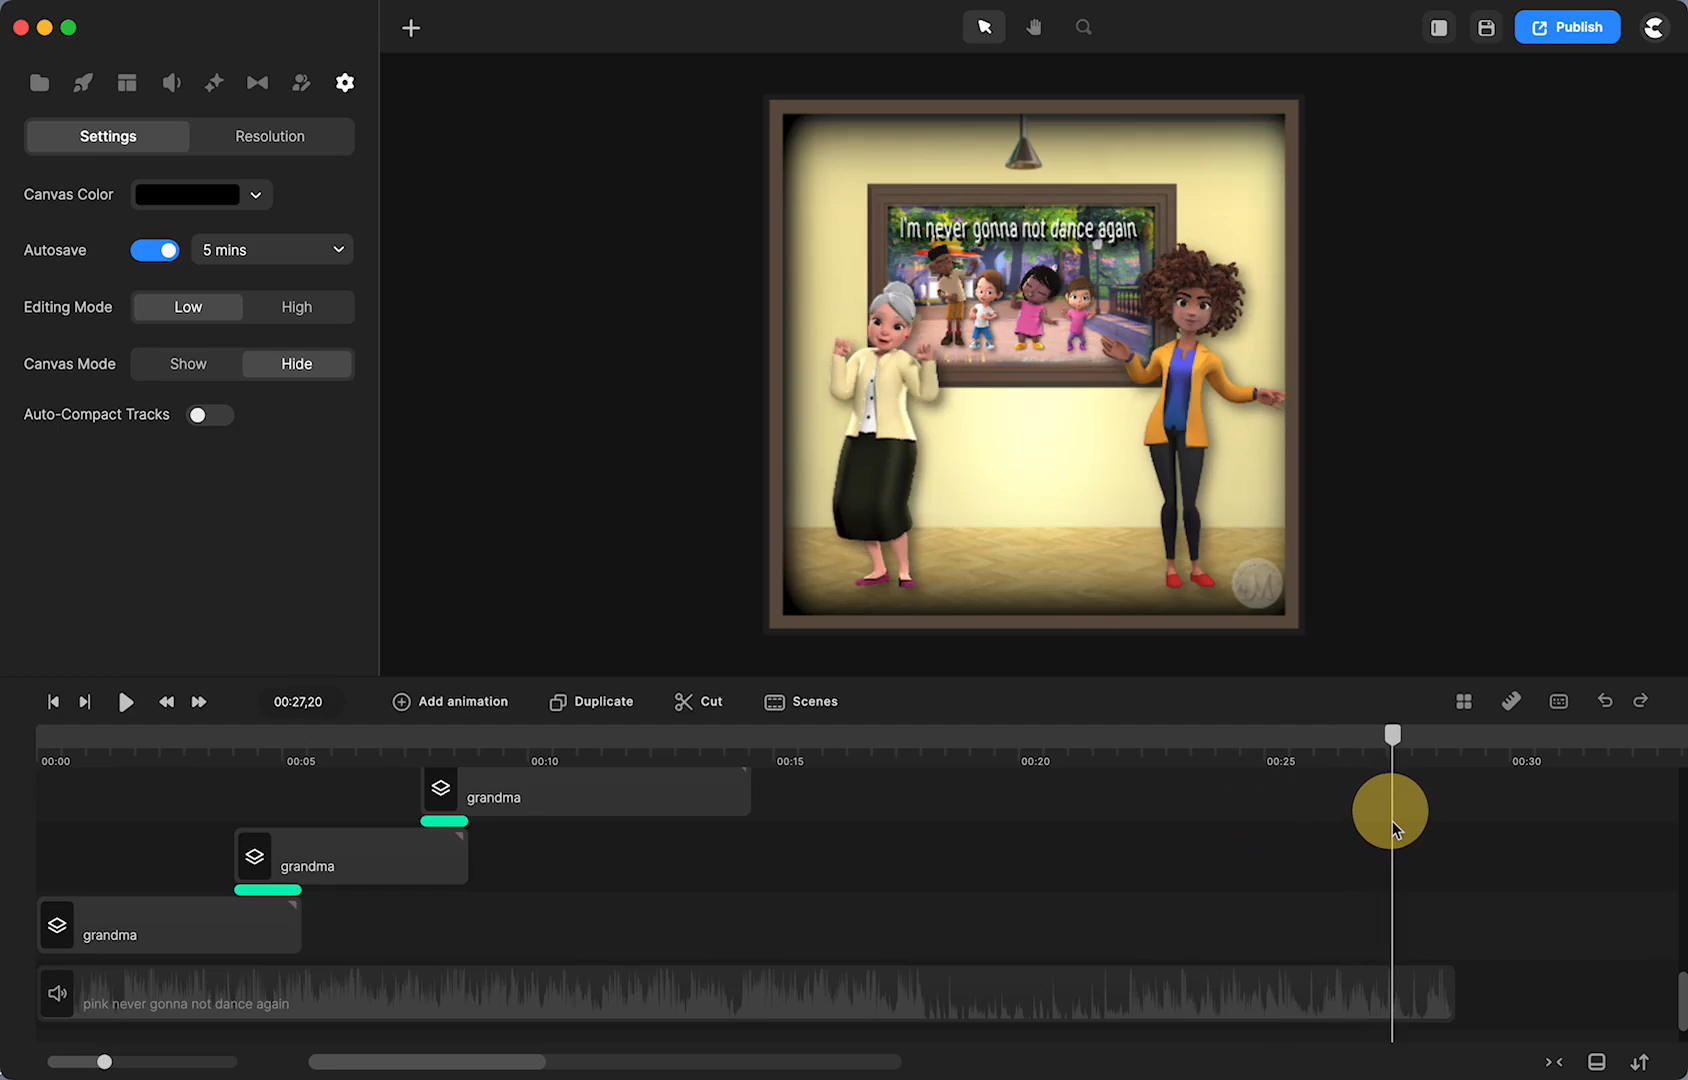 Publish
Settings
Resolution
Canvas Color
Autosave
5 mins
Editing Mode
Low
High
Canvas Mode
Show
Hide
Auto-Compact Tracks
I'm never gonna not dance again
M
00:27,20
Add animation
Duplicate
Cut
Scenes
00:00
00:05
00:10
00:15
00:20
00:25
00:30
grandma
grandma
grandma
pink never gonna not dance again